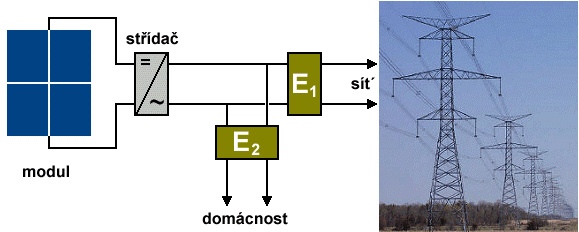 střídač
=
~
E1
síť
E2
modul
domácnost